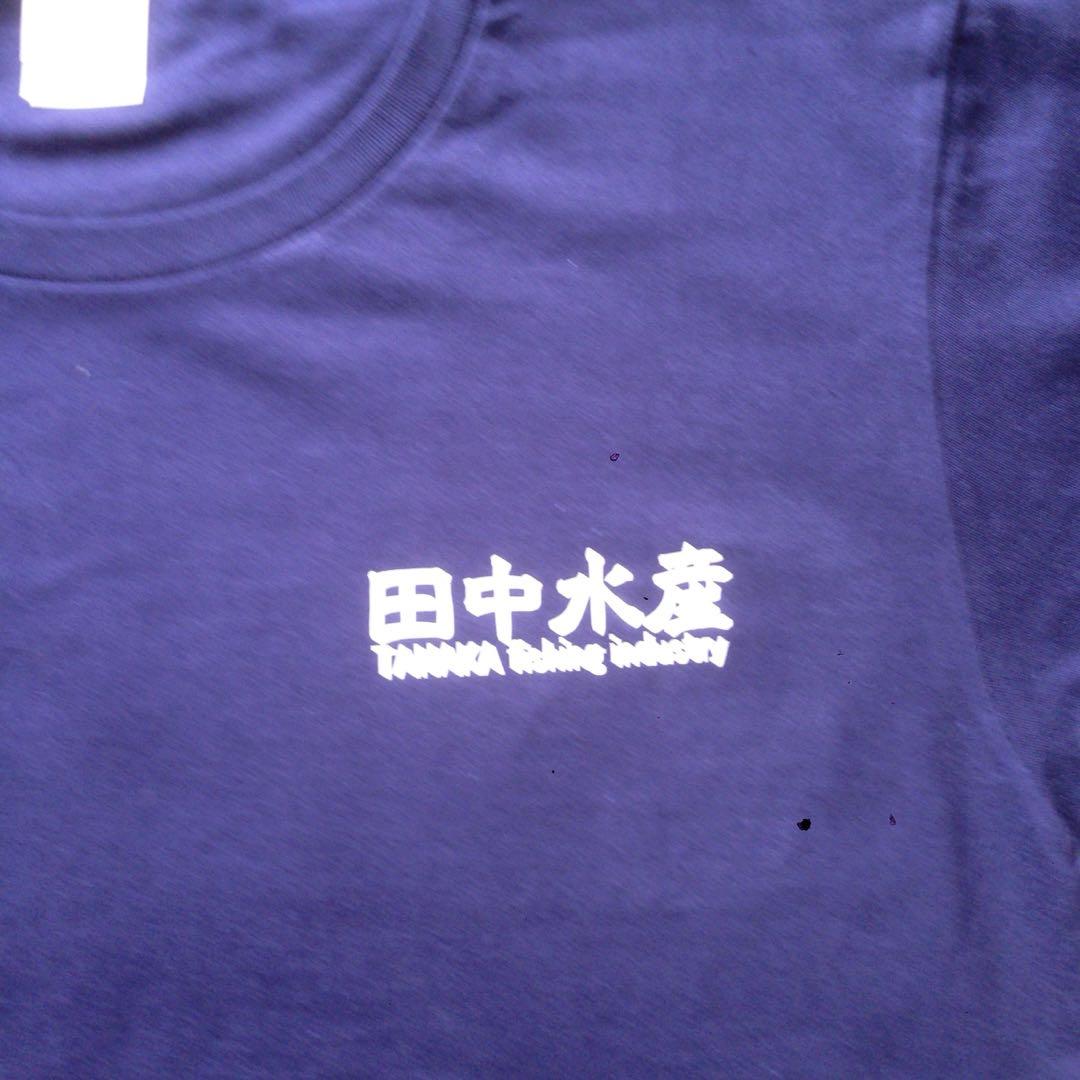 田中水産
TANAKA fishing industry